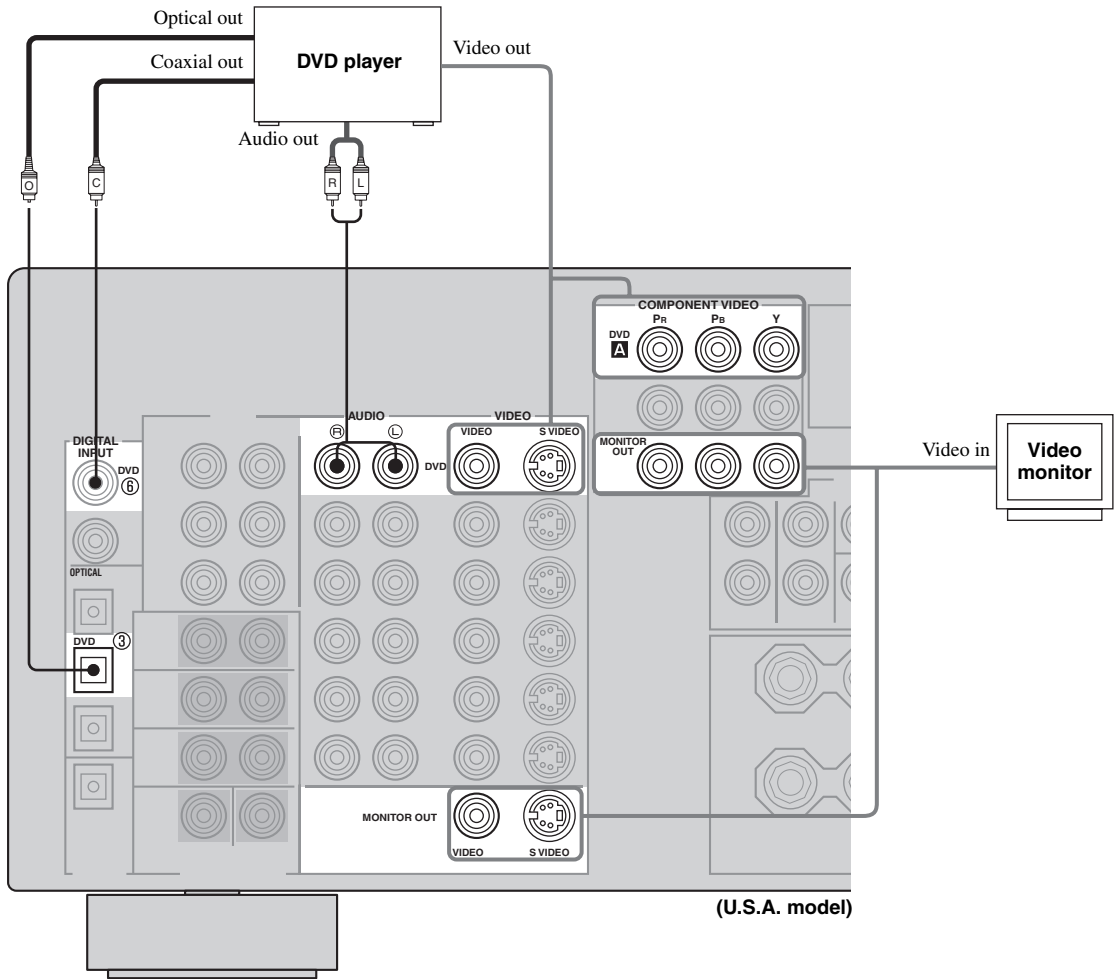 Optical out
Coaxial out
DVD player
Video out
Audio out
O
C
R
L
COMPONENT VIDEO
PR
PB
Y
DVD
A
AUDIO
VIDEO
R
L
VIDEO
S VIDEO
DIGITAL
INPUT
DVD
⑥
DVD
MONITOR
OUT
Video in
Video
monitor
OPTICAL
DVD
③
MONITOR OUT
VIDEO
S VIDEO
(U.S.A. model)